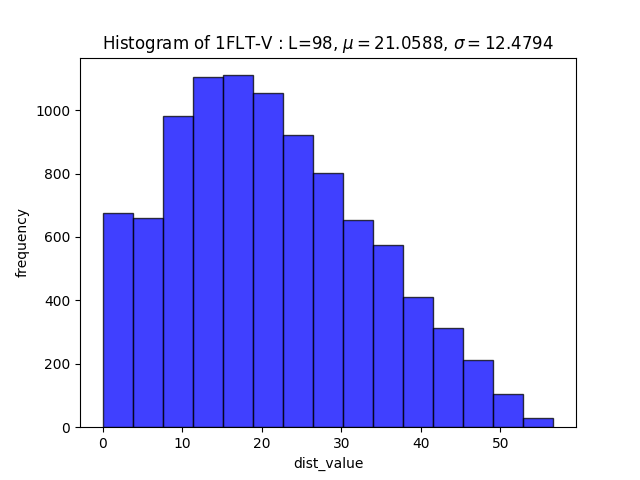 Histogram of 1FLT-V : L=98, μ = 21.0588, σ = 12.4794
1000
800
600
400
200
0
frequency
0 10 20 30 40 50
dist_value